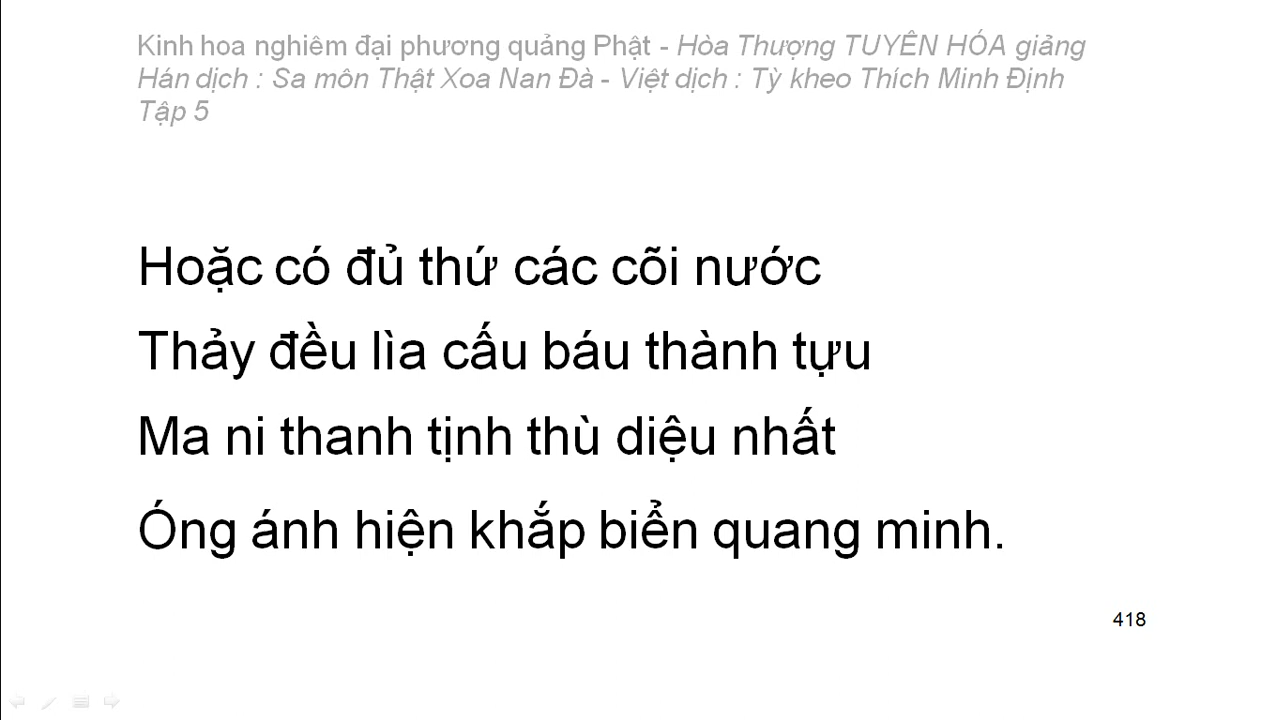 Kinh hoa nghiêm đại phương quảng Phật - Hòa Thượng TUYÊN HÓA giảng
Hán dịch : Sa môn Thật Xoa Nan Đà - Việt dịch : Tỳ kheo Thích Minh Định
Tập 5
Hoặc có đủ thứ các cõi nước
Thảy đều lìa cấu báu thành tựu
Ma ni thanh tịnh thù diệu nhất
Óng ánh hiện khắp biển quang minh.
418